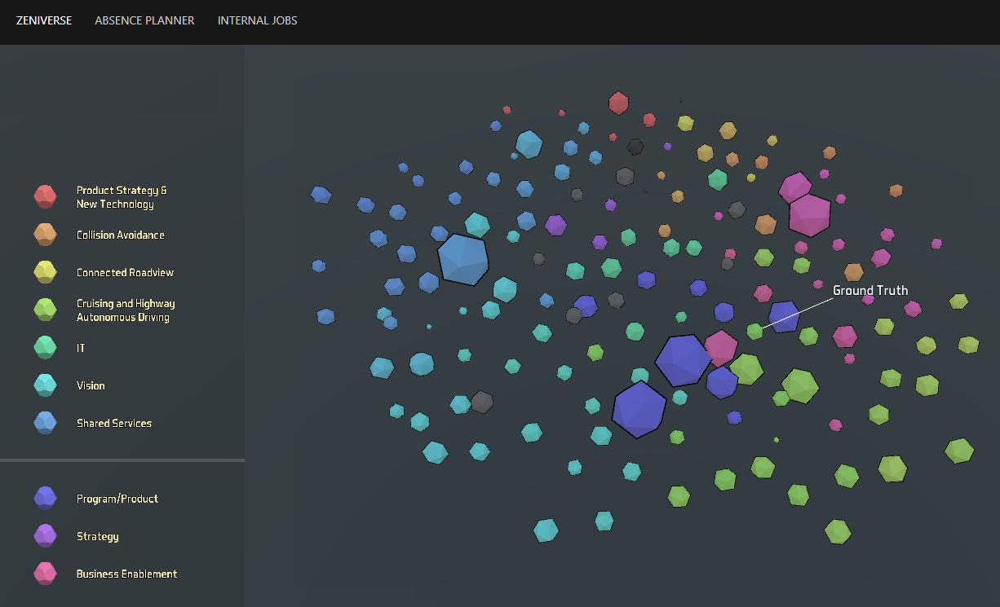 ZENIVERSE ABSENCE PLANNER INTERNAL JOBS
Product Strategy &
New Technology
Collision Avoidance
Connected Roadview
Cruising and Highway
Autonomous Driving
IT
Vision
Shared Services
Program/Product
Strategy
Business Enablement
Ground Truth